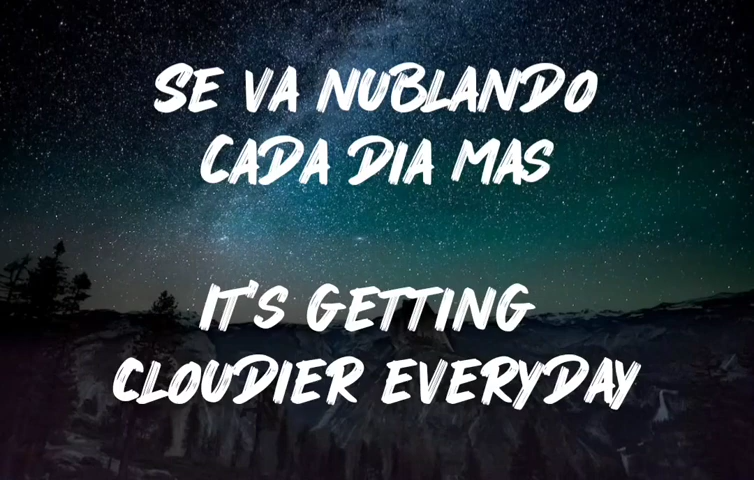 SE VA NUBLANDO
CADA DIA MAS
IT'S GETTING
CLOUDIER EVERYDAY